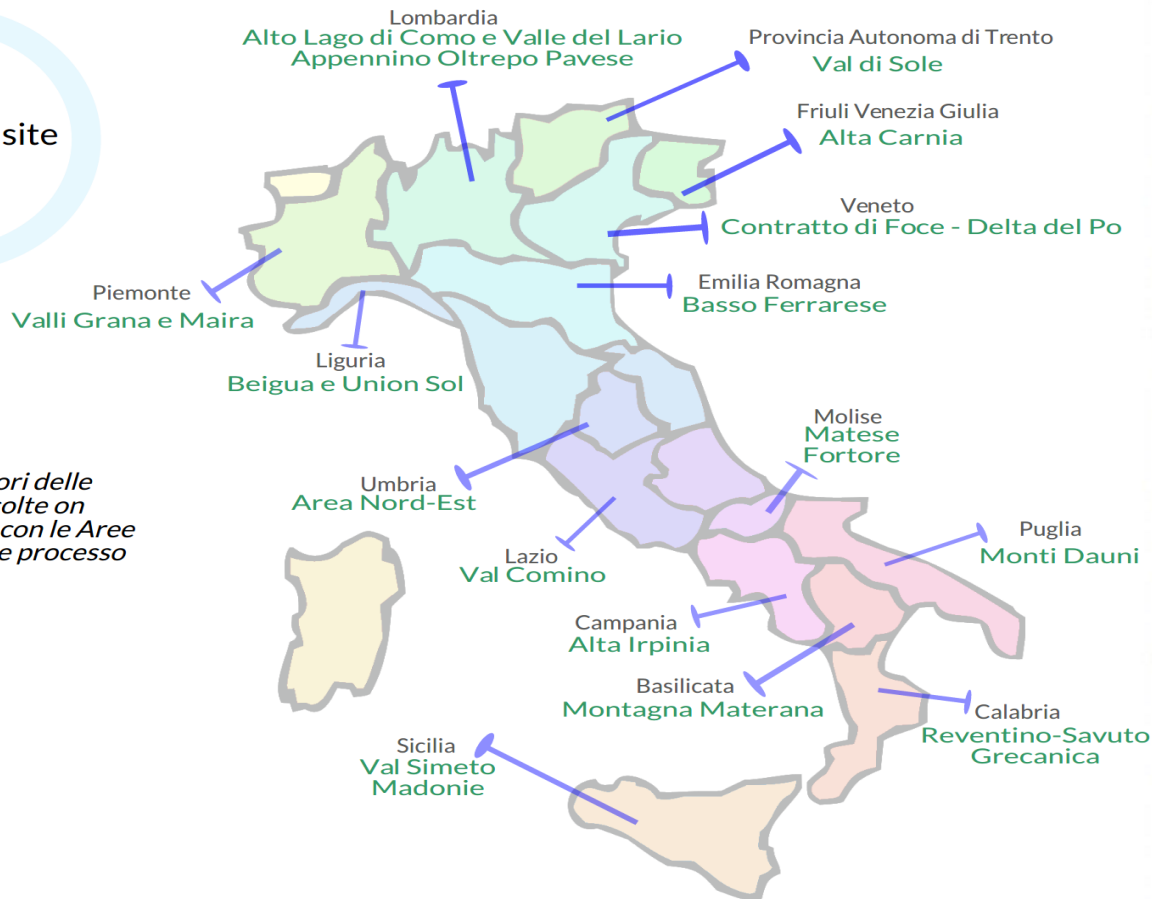 Lombardia
Alto Lago di Como e Valle del Lario
Appennino Oltrepo Pavese
Provincia Autonoma di Trento
Val di Sole
site
Friuli Venezia Giulia
Alta Carnia
Veneto
Contratto di Foce - Delta del Po
Emilia Romagna
Basso Ferrarese
Piemonte
Valli Grana e Maira
Liguria
Beigua e Union Sol
Molise
Matese
Fortore
ori delle
olte on
con le Aree
e processo
Umbria
Area Nord-Est
Puglia
Monti Dauni
Lazio
Val Comino
Campania
Alta Irpinia
Basilicata
Montagna Materana
Calabria
Reventino-Savuto
Grecanica
Sicilia
Val Simeto
Madonie